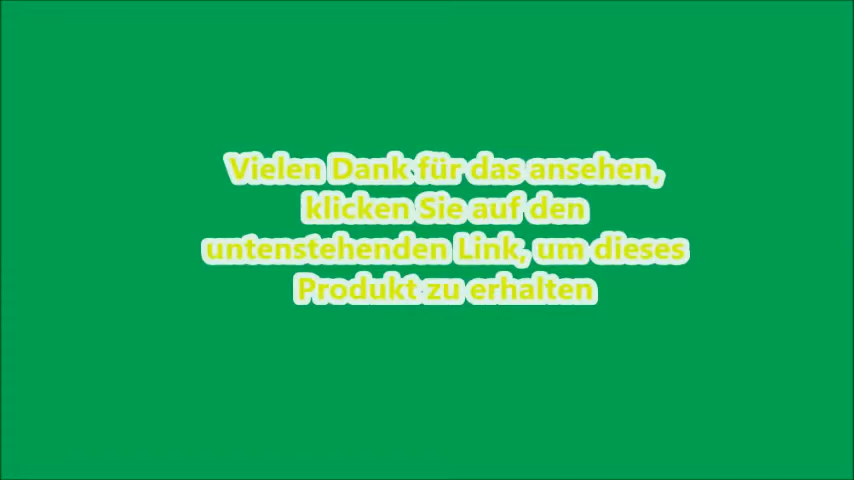 Vielen Dank für das ansehen,
klicken Sie auf den
untenstehenden Link, um dieses
Produkt zu erhalten